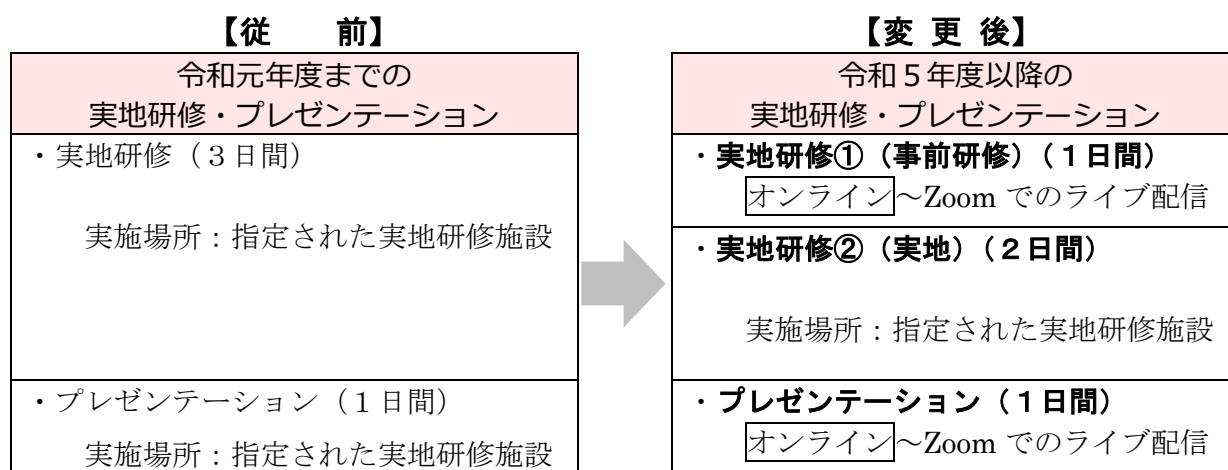 【従　　前】
令和元年度までの
実地研修・プレゼンテーション
・実地研修（３日間）
実施場所：指定された実地研修施設
・プレゼンテーション（１日間）
実施場所：指定された実地研修施設
【変 更 後】
令和５年度以降の
実地研修・プレゼンテーション
・実地研修①（事前研修）（１日間）
オンライン～Zoom でのライブ配信
・実地研修②（実地）（２日間）
実施場所：指定された実地研修施設
・プレゼンテーション（１日間）
オンライン～Zoom でのライブ配信